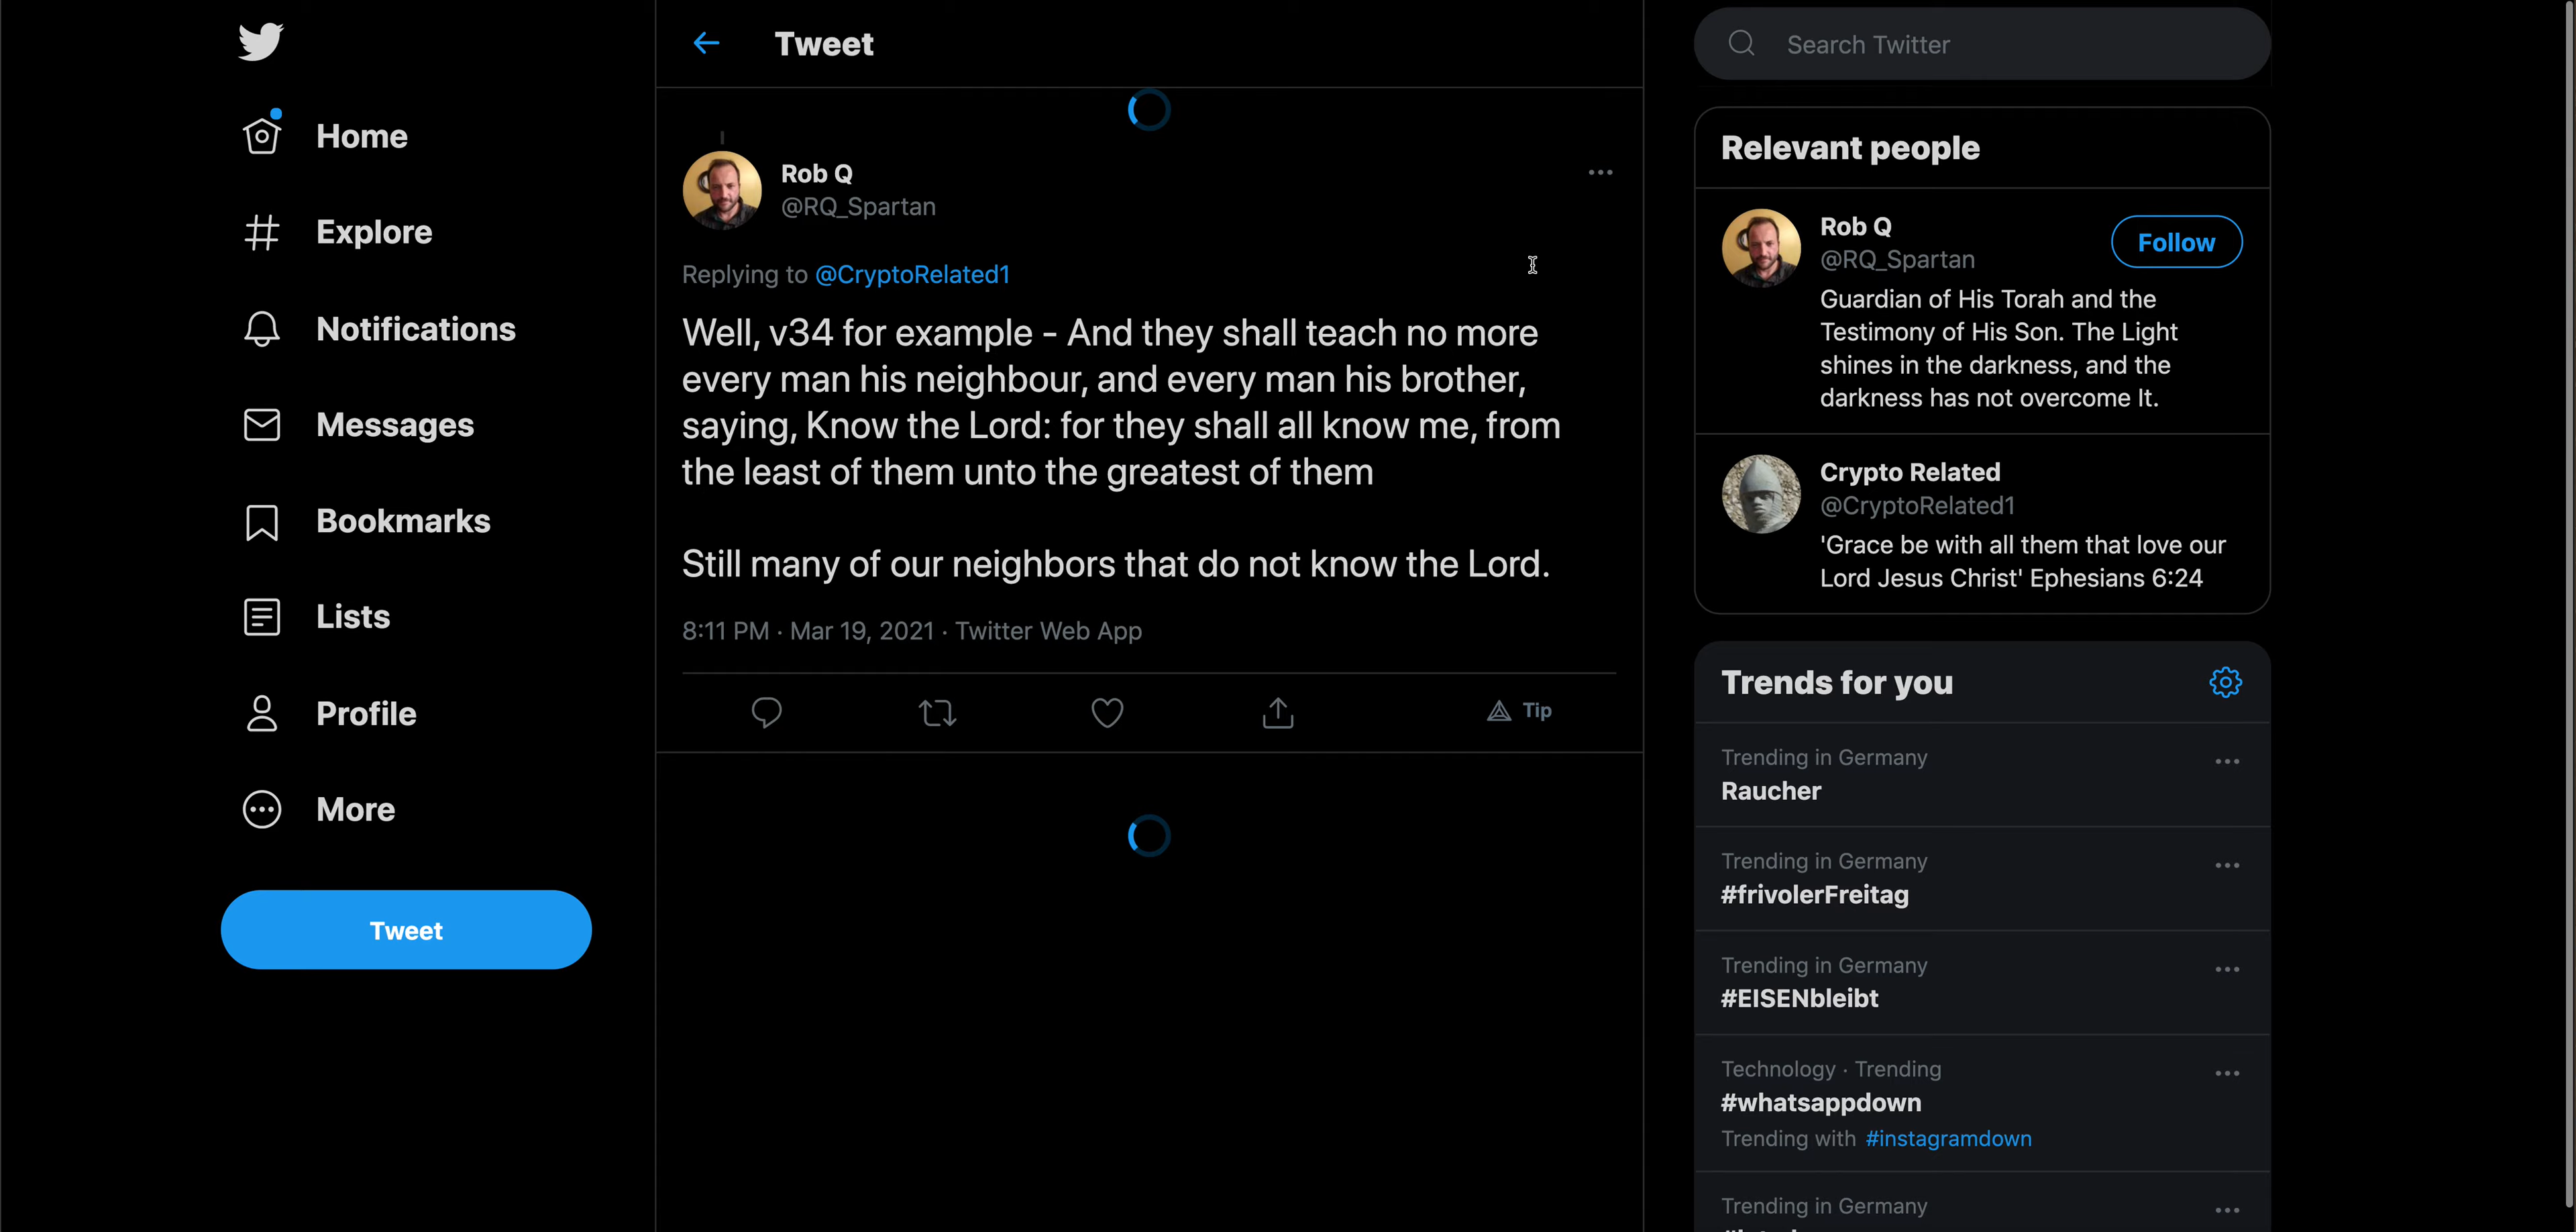 Home
Explore
Notifications
Messages
Bookmarks
Lists
Profile
More
Tweet
Tweet
Rob Q
@RQ_Spartan
Replying to @CryptoRelated1
Well, v34 for example - And they shall teach no more
every man his neighbour, and every man his brother,
saying, Know the Lord: for they shall all know me, from
the least of them unto the greatest of them
Still many of our neighbors that do not know the Lord.
8:11 PM · Mar 19, 2021 · Twitter Web App
Tip
Search Twitter
Relevant people
Rob Q
@RQ_Spartan
Follow
Guardian of His Torah and the
Testimony of His Son. The Light
shines in the darkness, and the
darkness has not overcome It.
Crypto Related
@CryptoRelated1
'Grace be with all them that love our
Lord Jesus Christ' Ephesians 6:24
Trends for you
Trending in Germany
Raucher
Trending in Germany
#frivolerFreitag
Trending in Germany
#EISENbleibt
Technology · Trending
#whatsappdown
Trending with #instagramdown
Trending in Germany